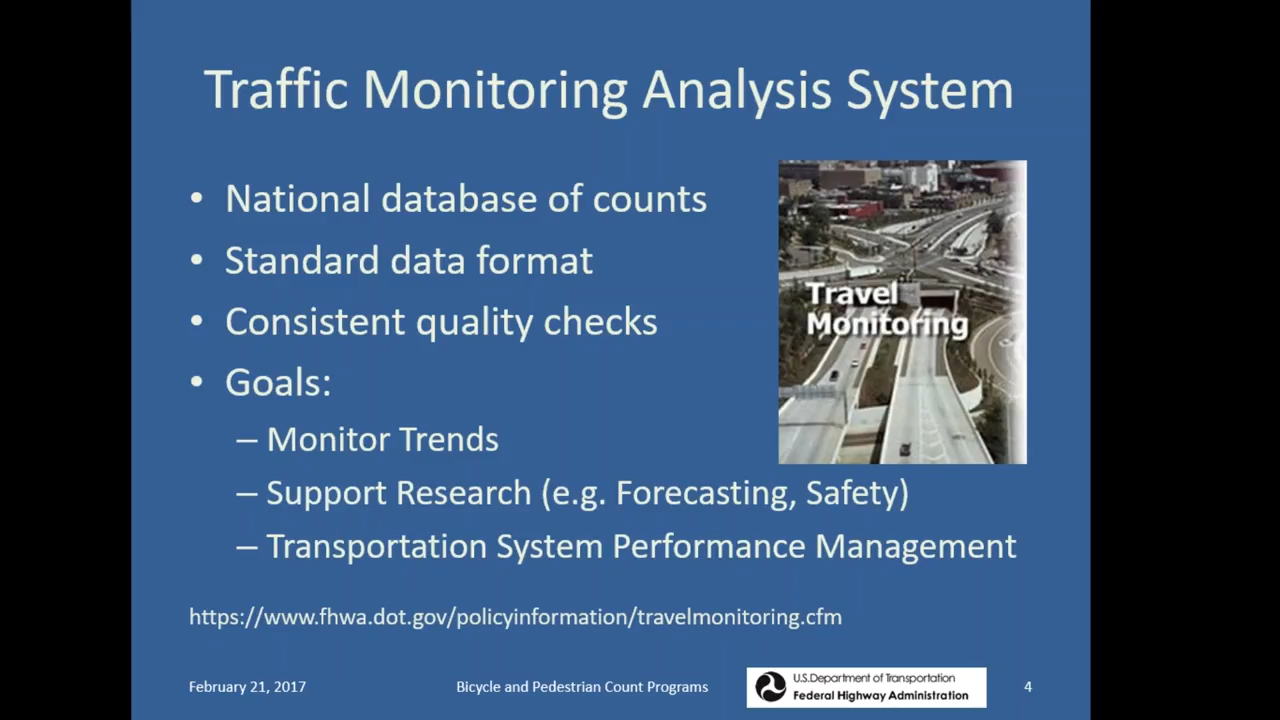 Traffic Monitoring Analysis System
• National database of counts
• Standard data format
• Consistent quality checks
• Goals:
– Monitor Trends
– Support Research (e.g. Forecasting, Safety)
– Transportation System Performance Management
Travel
Monitoring
https://www.fhwa.dot.gov/policyinformation/travelmonitoring.cfm
February 21, 2017
Bicycle and Pedestrian Count Programs
U.S.Department of Transportation
Federal Highway Administration
4